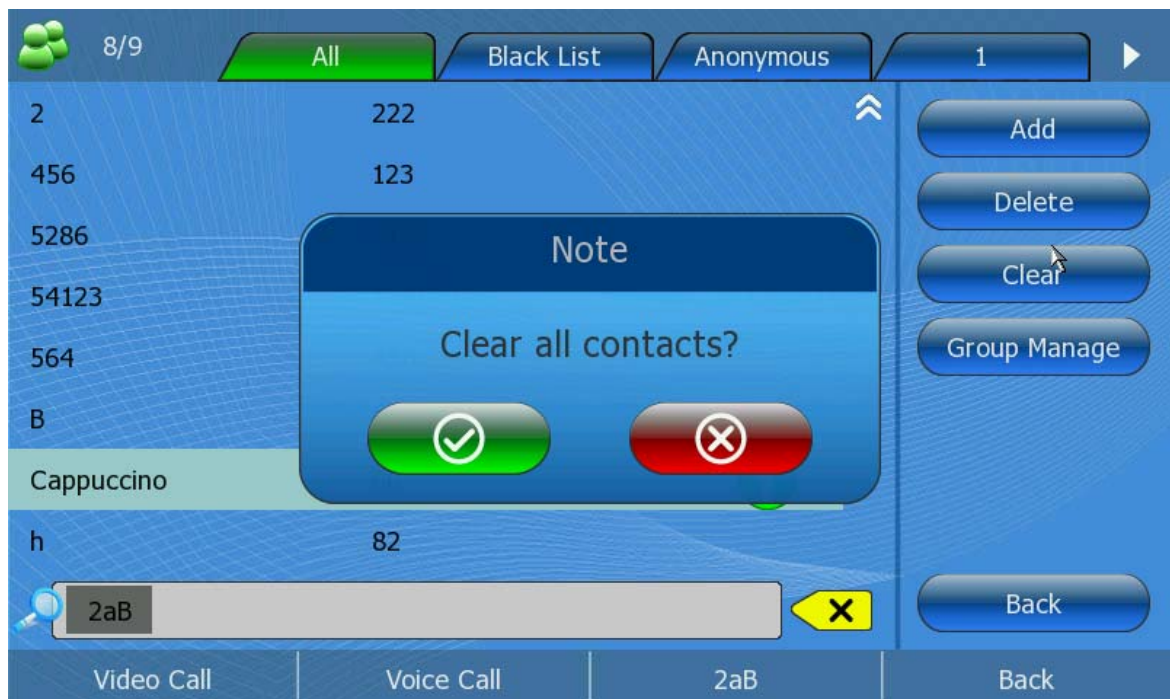 8/9 All Black List Anonymous 1
2 222 Add
456 123
Delete
5286
Note
Clear
54123
Clear all contacts?
564
Group Manage
B
Cappuccino
h 82
2aB
Back
Video Call Voice Call 2aB Back